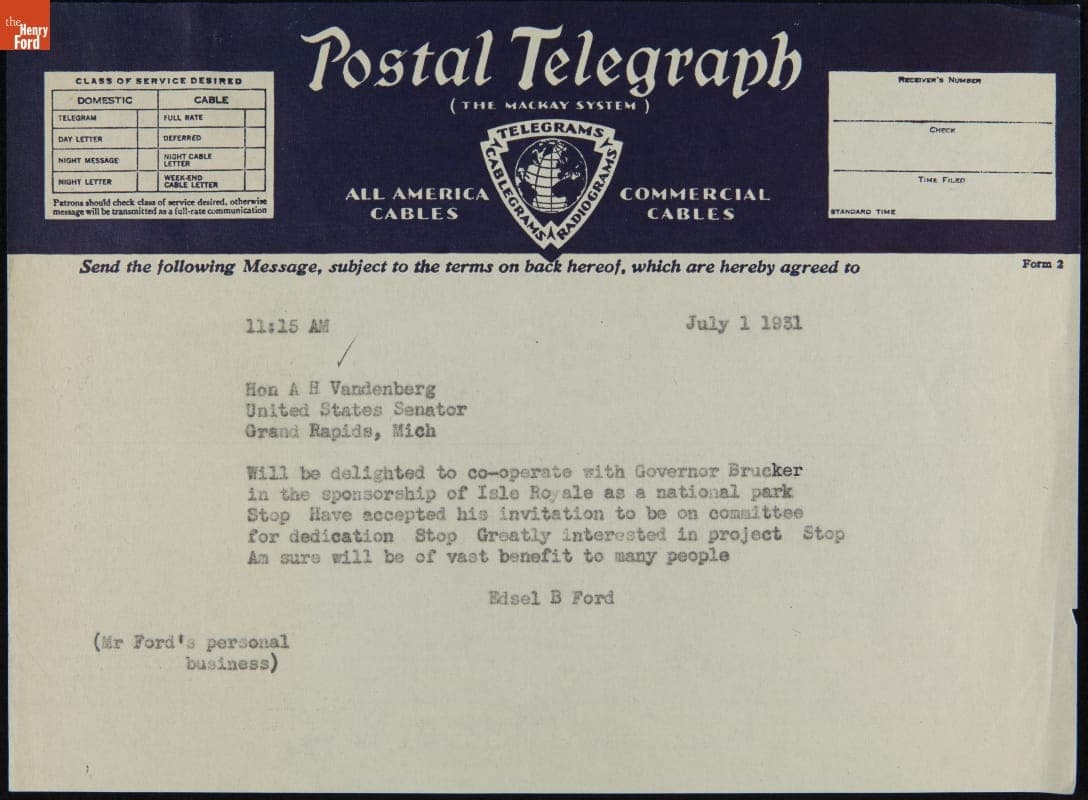 the
Henry
Ford
Postal Telegraph
(THE MACKAY SYSTEM)
CLASS OF SERVICE DESIRED
DOMESTIC CABLE
TELEGRAM FULL RATE
DAY LETTER DEFERRED
NIGHT MESSAGE NIGHT CABLE LETTER
NIGHT LETTER WEEK-END CABLE LETTER
Patrons should check class of service desired, otherwise
message will be transmitted as a full-rate communication
TELEGRAMS
CABLEGRAMS
RADIOGRAMS
ALL AMERICA
CABLES
COMMERCIAL
CABLES
RECEIVER'S NUMBER
CHECK
TIME FILED
STANDARD TIME
Send the following Message, subject to the terms on back hereof, which are hereby agreed to
Form 2
11:15 AM July 1 1931
Hon A H Vandenberg
United States Senator
Grand Rapids, Mich
Will be delighted to co-operate with Governor Brucker
in the sponsorship of Isle Royale as a national park
Stop Have accepted his invitation to be on committee
for dedication Stop Greatly interested in project Stop
Am sure will be of vast benefit to many people
Edsel B Ford
(Mr Ford's personal
business)